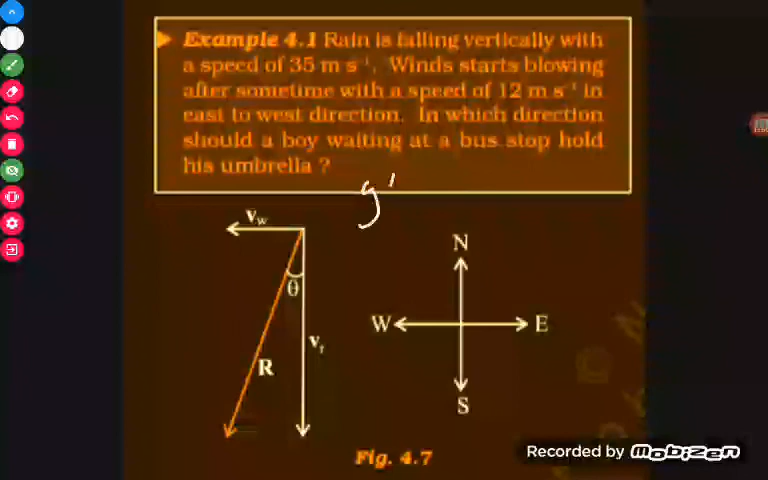 Example 4.1 Rain is falling vertically with
a speed of 35 m s⁻¹. Winds starts blowing
after sometime with a speed of 12 m s⁻¹ in
east to west direction. In which direction
should a boy waiting at a bus stop hold
his umbrella ?
vw
θ
vr
R
N
W E
S
Fig. 4.7
Recorded by Mobizen